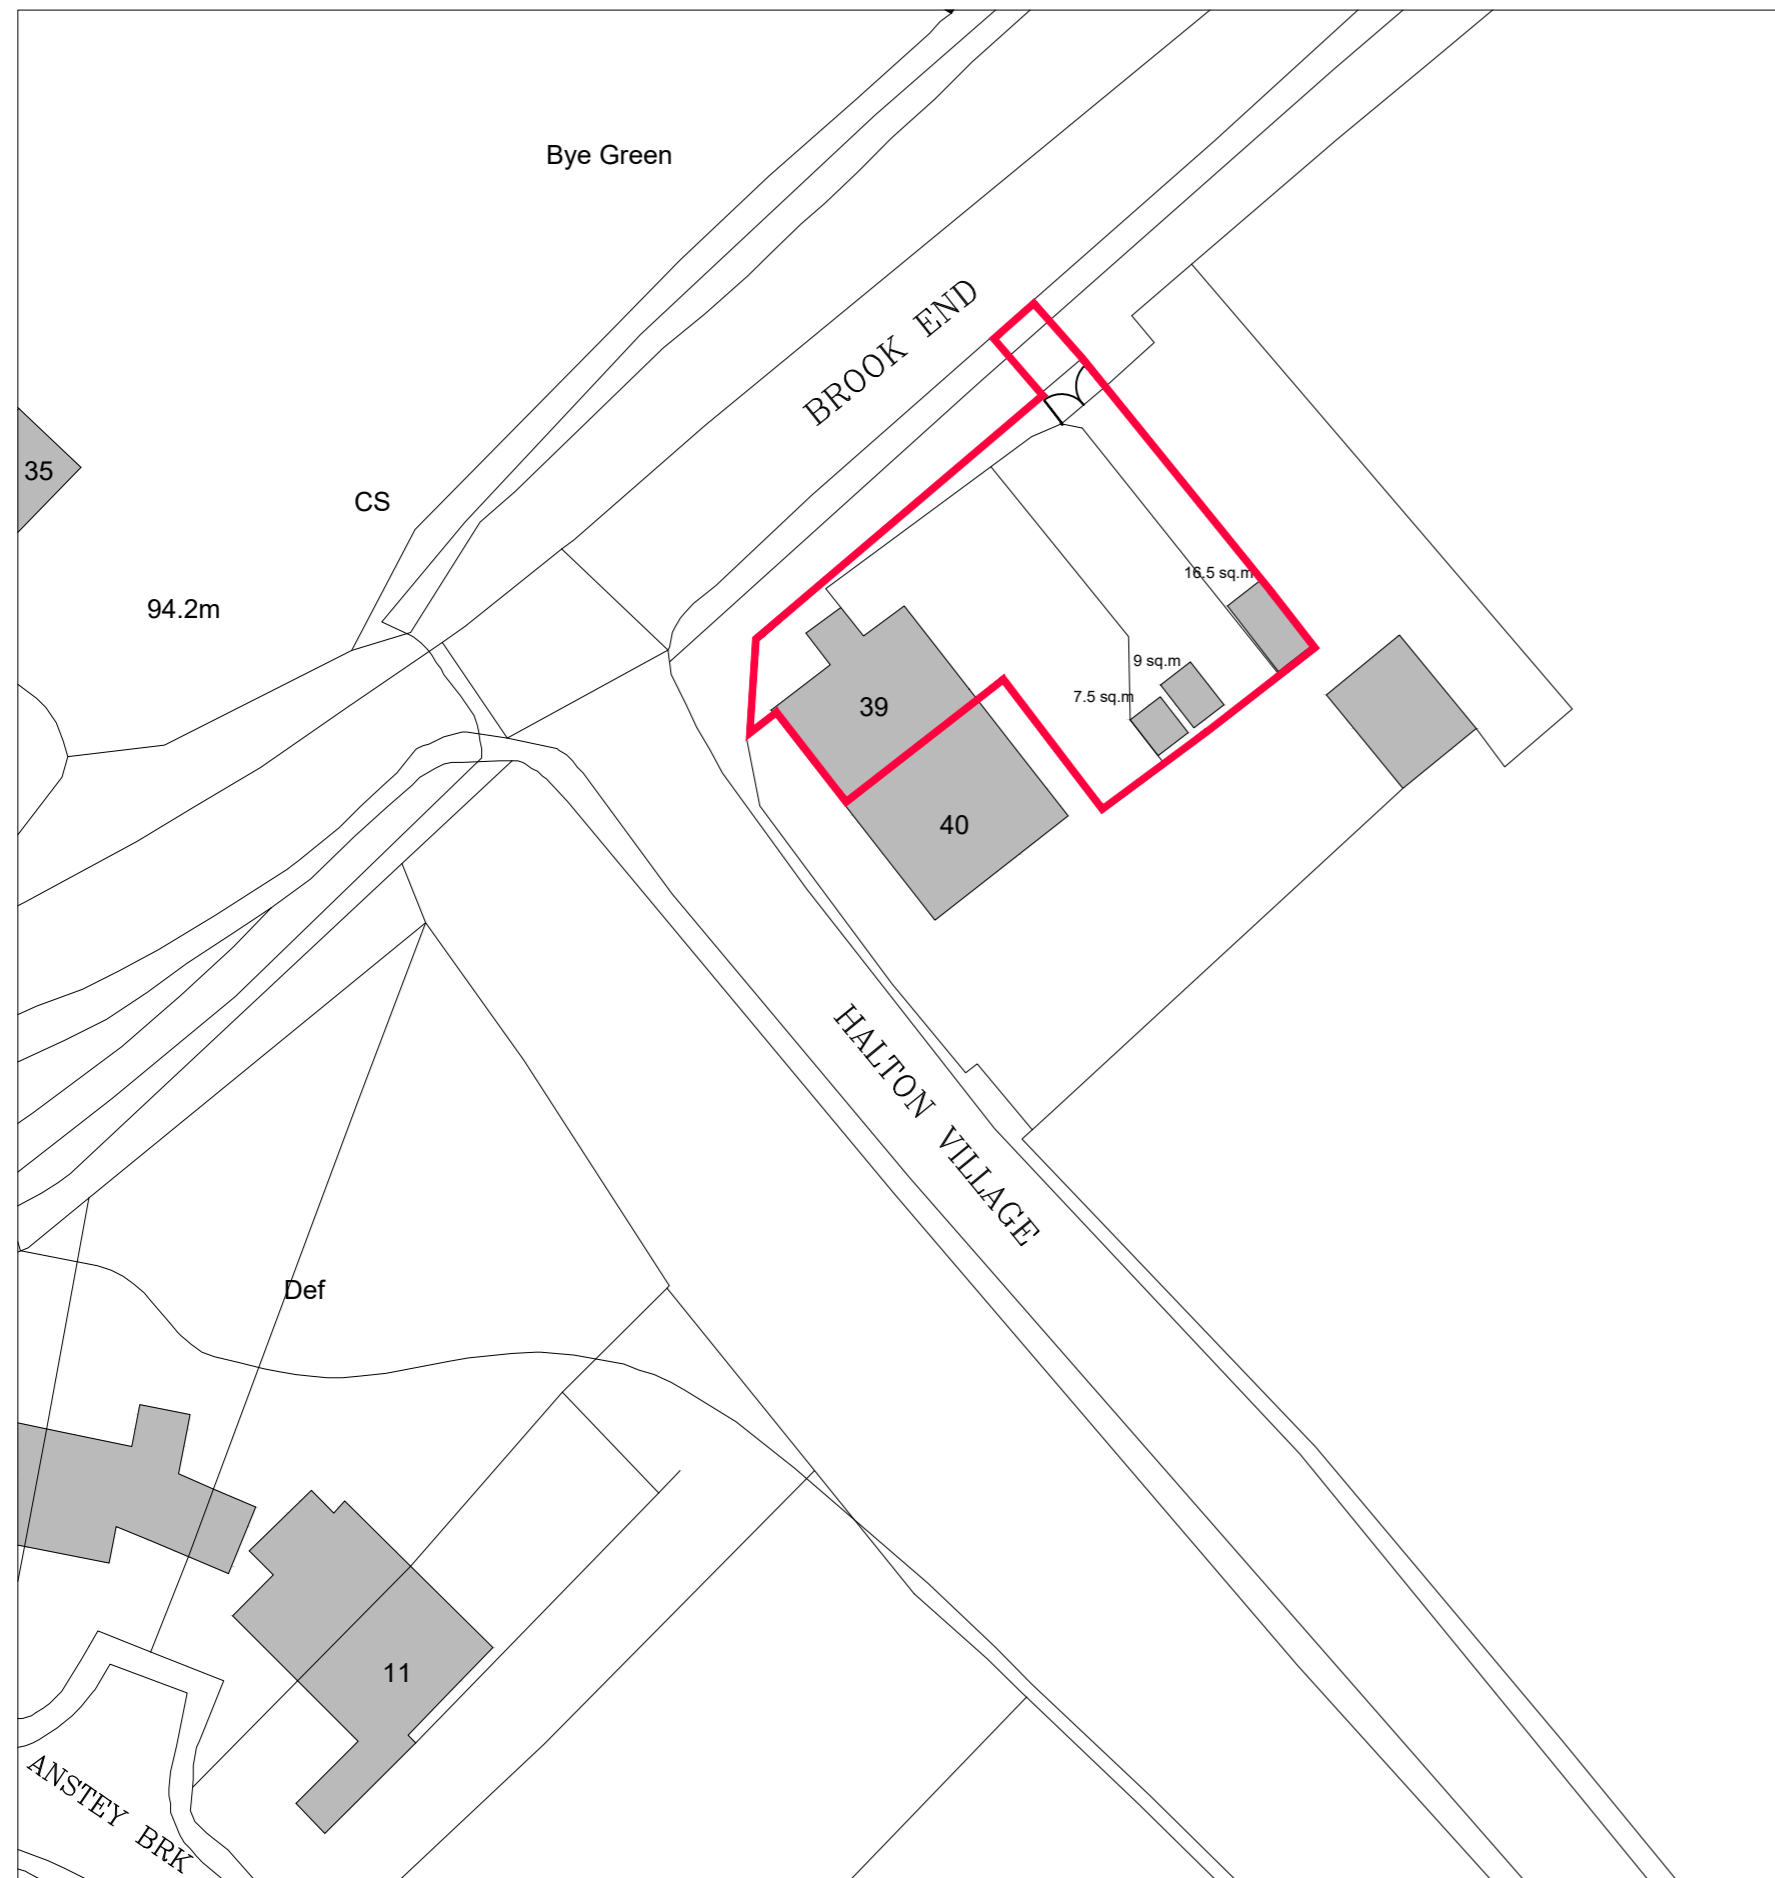 Bye Green
BROOK END
35
CS
16.5 sq.m
94.2m
9 sq.m
7.5 sq.m
39
40
HALTON VILLAGE
Def
11
ANSTEY BRK